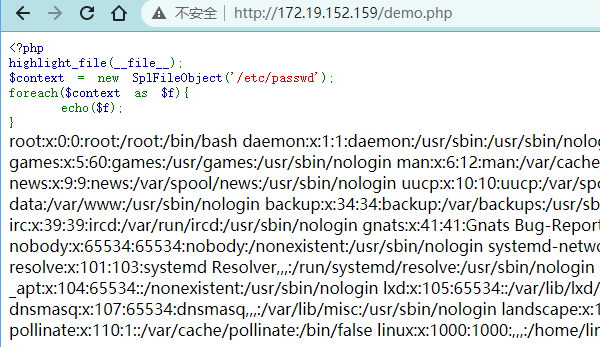 不安全 http://172.19.152.159/demo.php
<?php
highlight_file(__file__);
$context = new SplFileObject('/etc/passwd');
foreach($context as $f){
echo($f);
}
root:x:0:0:root:/root:/bin/bash daemon:x:1:1:daemon:/usr/sbin:/usr/sbin/nolog
games:x:5:60:games:/usr/games:/usr/sbin/nologin man:x:6:12:man:/var/cache
news:x:9:9:news:/var/spool/news:/usr/sbin/nologin uucp:x:10:10:uucp:/var/spo
data:/var/www:/usr/sbin/nologin backup:x:34:34:backup:/var/backups:/usr/sb
irc:x:39:39:ircd:/var/run/ircd:/usr/sbin/nologin gnats:x:41:41:Gnats Bug-Report
nobody:x:65534:65534:nobody:/nonexistent:/usr/sbin/nologin systemd-netw
resolve:x:101:103:systemd Resolver,,,:/run/systemd/resolve:/usr/sbin/nologin
_apt:x:104:65534::/nonexistent:/usr/sbin/nologin lxd:x:105:65534::/var/lib/lxd/
dnsmasq:x:107:65534:dnsmasq,,,:/var/lib/misc:/usr/sbin/nologin landscape:x:1
pollinate:x:110:1::/var/cache/pollinate:/bin/false linux:x:1000:1000:,,,:/home/lin